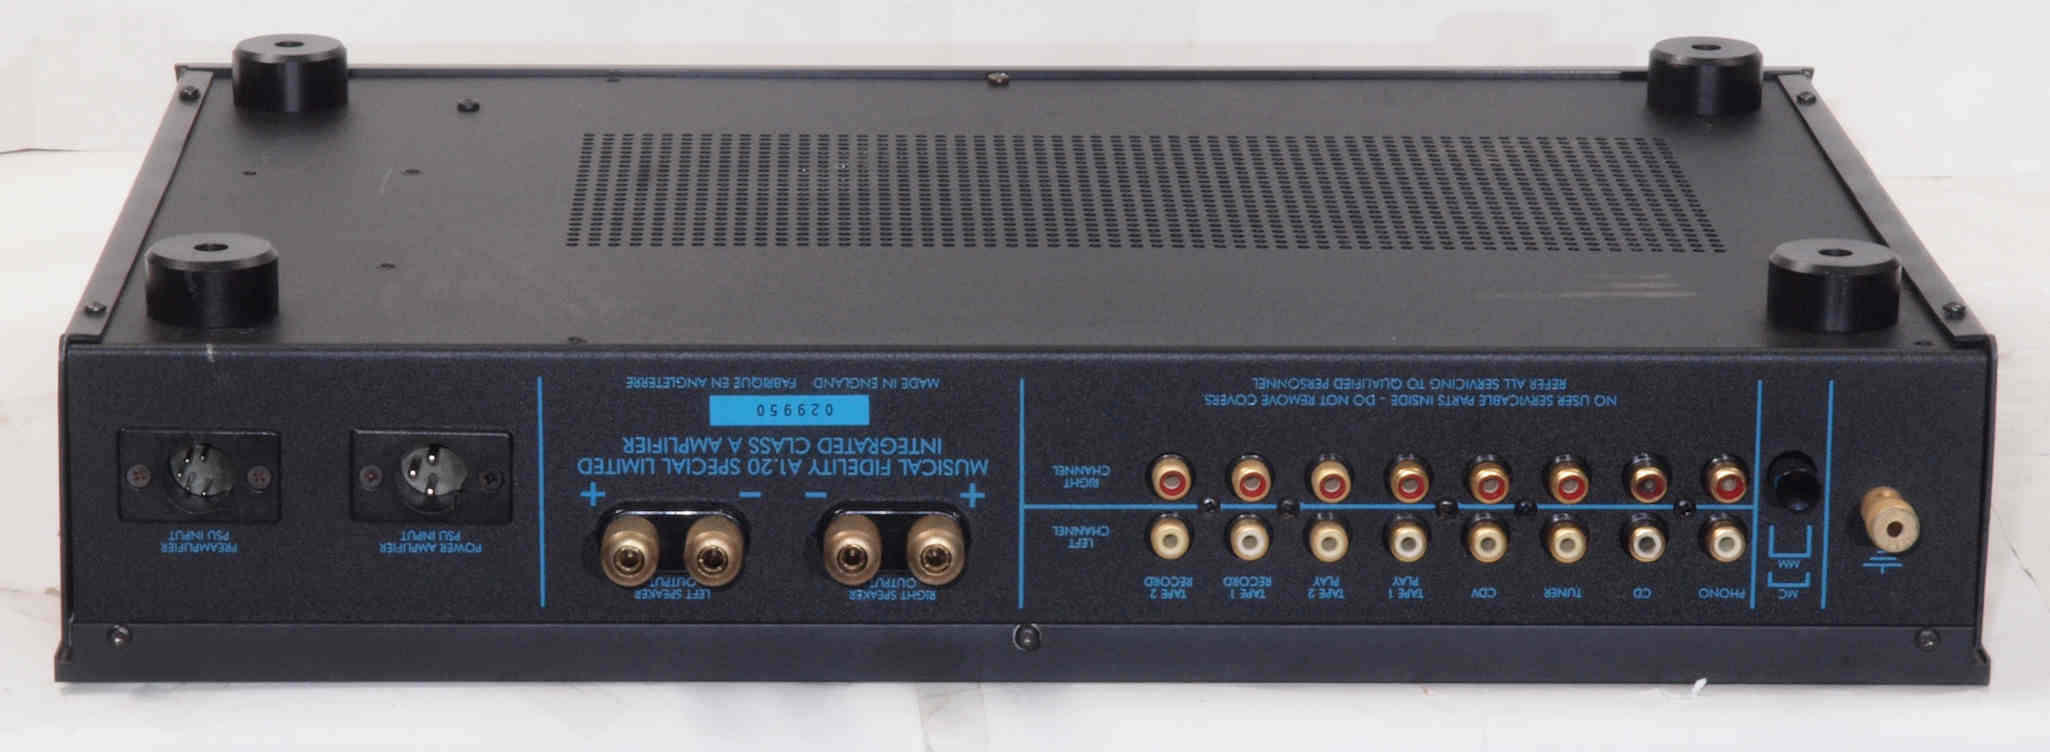 MC
MM
PHONO
CD
TUNER
CDV
TAPE 1
PLAY
TAPE 2
PLAY
TAPE 1
RECORD
TAPE 2
RECORD
LEFT
CHANNEL
RIGHT
CHANNEL
NO USER SERVICABLE PARTS INSIDE - DO NOT REMOVE COVERS
REFER ALL SERVICING TO QUALIFIED PERSONNEL
RIGHT SPEAKER
OUTPUT
LEFT SPEAKER
OUTPUT
+ - - +
MUSICAL FIDELITY A1.20 SPECIAL LIMITED
INTEGRATED CLASS A AMPLIFIER
029950
MADE IN ENGLAND FABRIQUE EN ANGLETERRE
POWER AMPLIFIER
PSU INPUT
PREAMPLIFIER
PSU INPUT